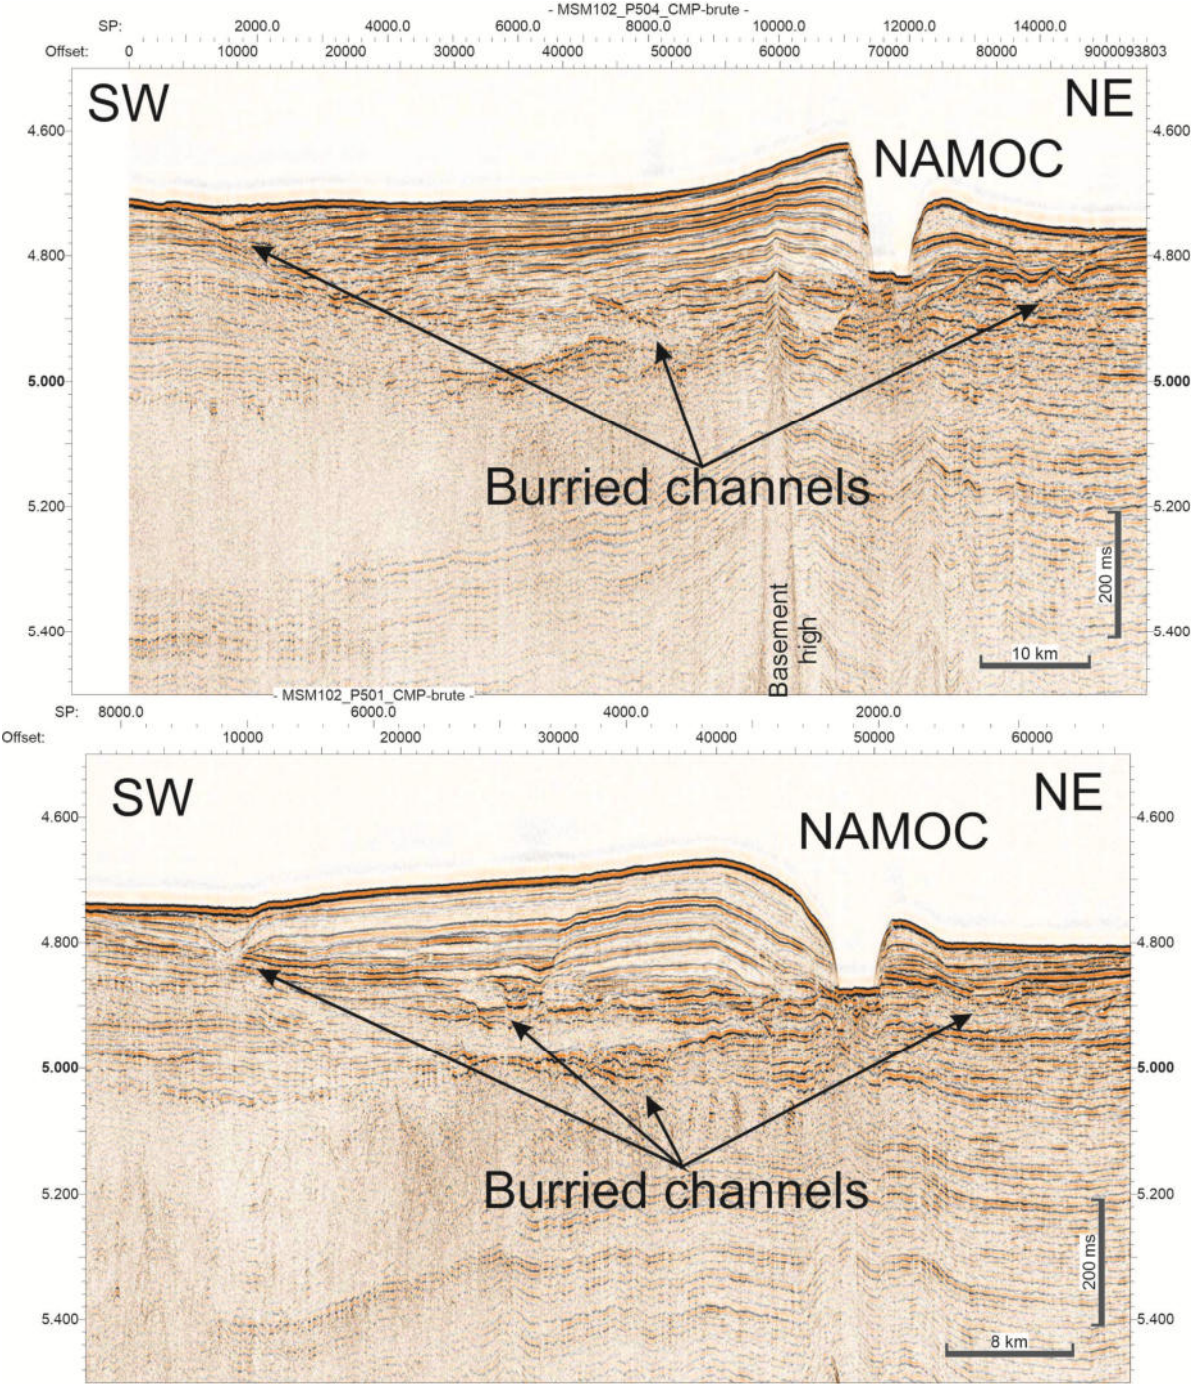 - MSM102_P504_CMP-brute -
SP: 2000.0 4000.0 6000.0 8000.0 10000.0 12000.0 14000.0
Offset: 0 10000 20000 30000 40000 50000 60000 70000 80000 9000093803
SW NE
4.600 4.600
NAMOC
4.800 4.800
5.000 5.000
Burried channels
5.200 5.200
200 ms
Basement
high
5.400 5.400
10 km
- MSM102_P501_CMP-brute -
SP: 8000.0 6000.0 4000.0 2000.0
Offset: 10000 20000 30000 40000 50000 60000
SW NE
4.600 4.600
NAMOC
4.800 4.800
5.000 5.000
Burried channels
5.200 5.200
200 ms
5.400 5.400
8 km